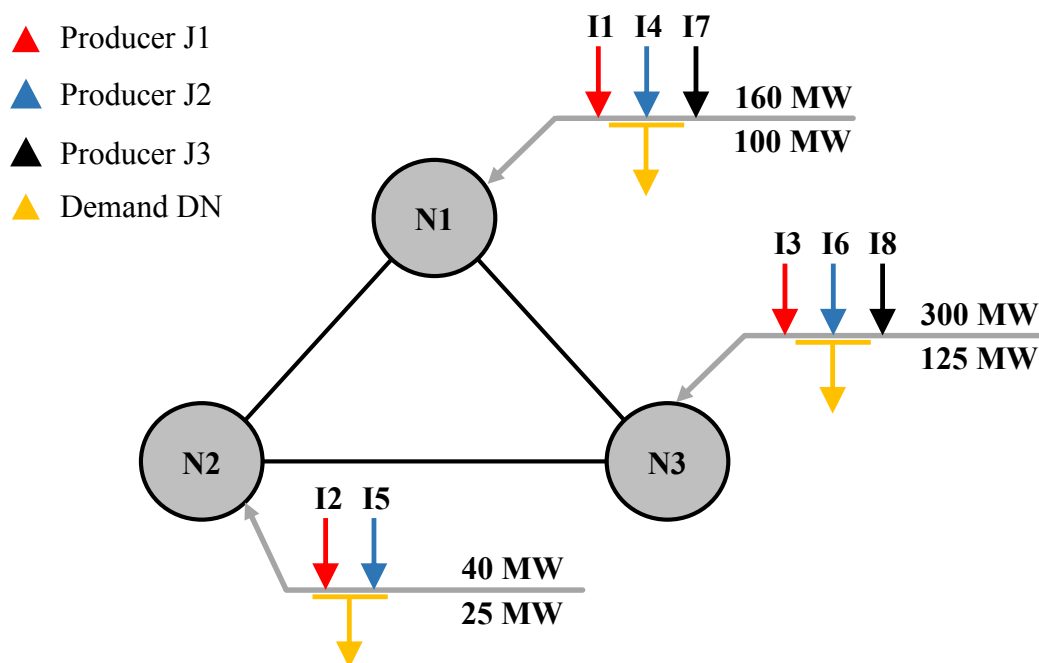 Producer J1
Producer J2
Producer J3
Demand DN
I1 I4 I7
160 MW
100 MW
N1
I3 I6 I8
300 MW
125 MW
N2
N3
I2 I5
40 MW
25 MW